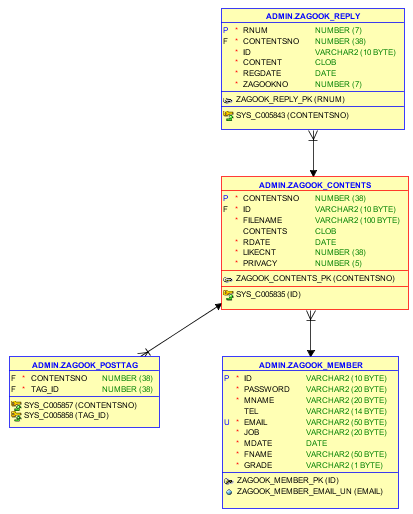 ADMIN.ZAGOOK_REPLY
P * RNUM NUMBER (7)
F * CONTENTSNO NUMBER (38)
* ID VARCHAR2 (10 BYTE)
* CONTENT CLOB
* REGDATE DATE
* ZAGOOKNO NUMBER (7)
ZAGOOK_REPLY_PK (RNUM)
SYS_C005843 (CONTENTSNO)
ADMIN.ZAGOOK_CONTENTS
P * CONTENTSNO NUMBER (38)
F * ID VARCHAR2 (10 BYTE)
* FILENAME VARCHAR2 (100 BYTE)
CONTENTS CLOB
* RDATE DATE
* LIKECNT NUMBER (38)
* PRIVACY NUMBER (5)
ZAGOOK_CONTENTS_PK (CONTENTSNO)
SYS_C005835 (ID)
ADMIN.ZAGOOK_POSTTAG
F * CONTENTSNO NUMBER (38)
F * TAG_ID NUMBER (38)
SYS_C005857 (CONTENTSNO)
SYS_C005858 (TAG_ID)
ADMIN.ZAGOOK_MEMBER
P * ID VARCHAR2 (10 BYTE)
* PASSWORD VARCHAR2 (20 BYTE)
* MNAME VARCHAR2 (20 BYTE)
TEL VARCHAR2 (14 BYTE)
U * EMAIL VARCHAR2 (50 BYTE)
* JOB VARCHAR2 (20 BYTE)
* MDATE DATE
* FNAME VARCHAR2 (50 BYTE)
* GRADE VARCHAR2 (1 BYTE)
ZAGOOK_MEMBER_PK (ID)
ZAGOOK_MEMBER_EMAIL_UN (EMAIL)